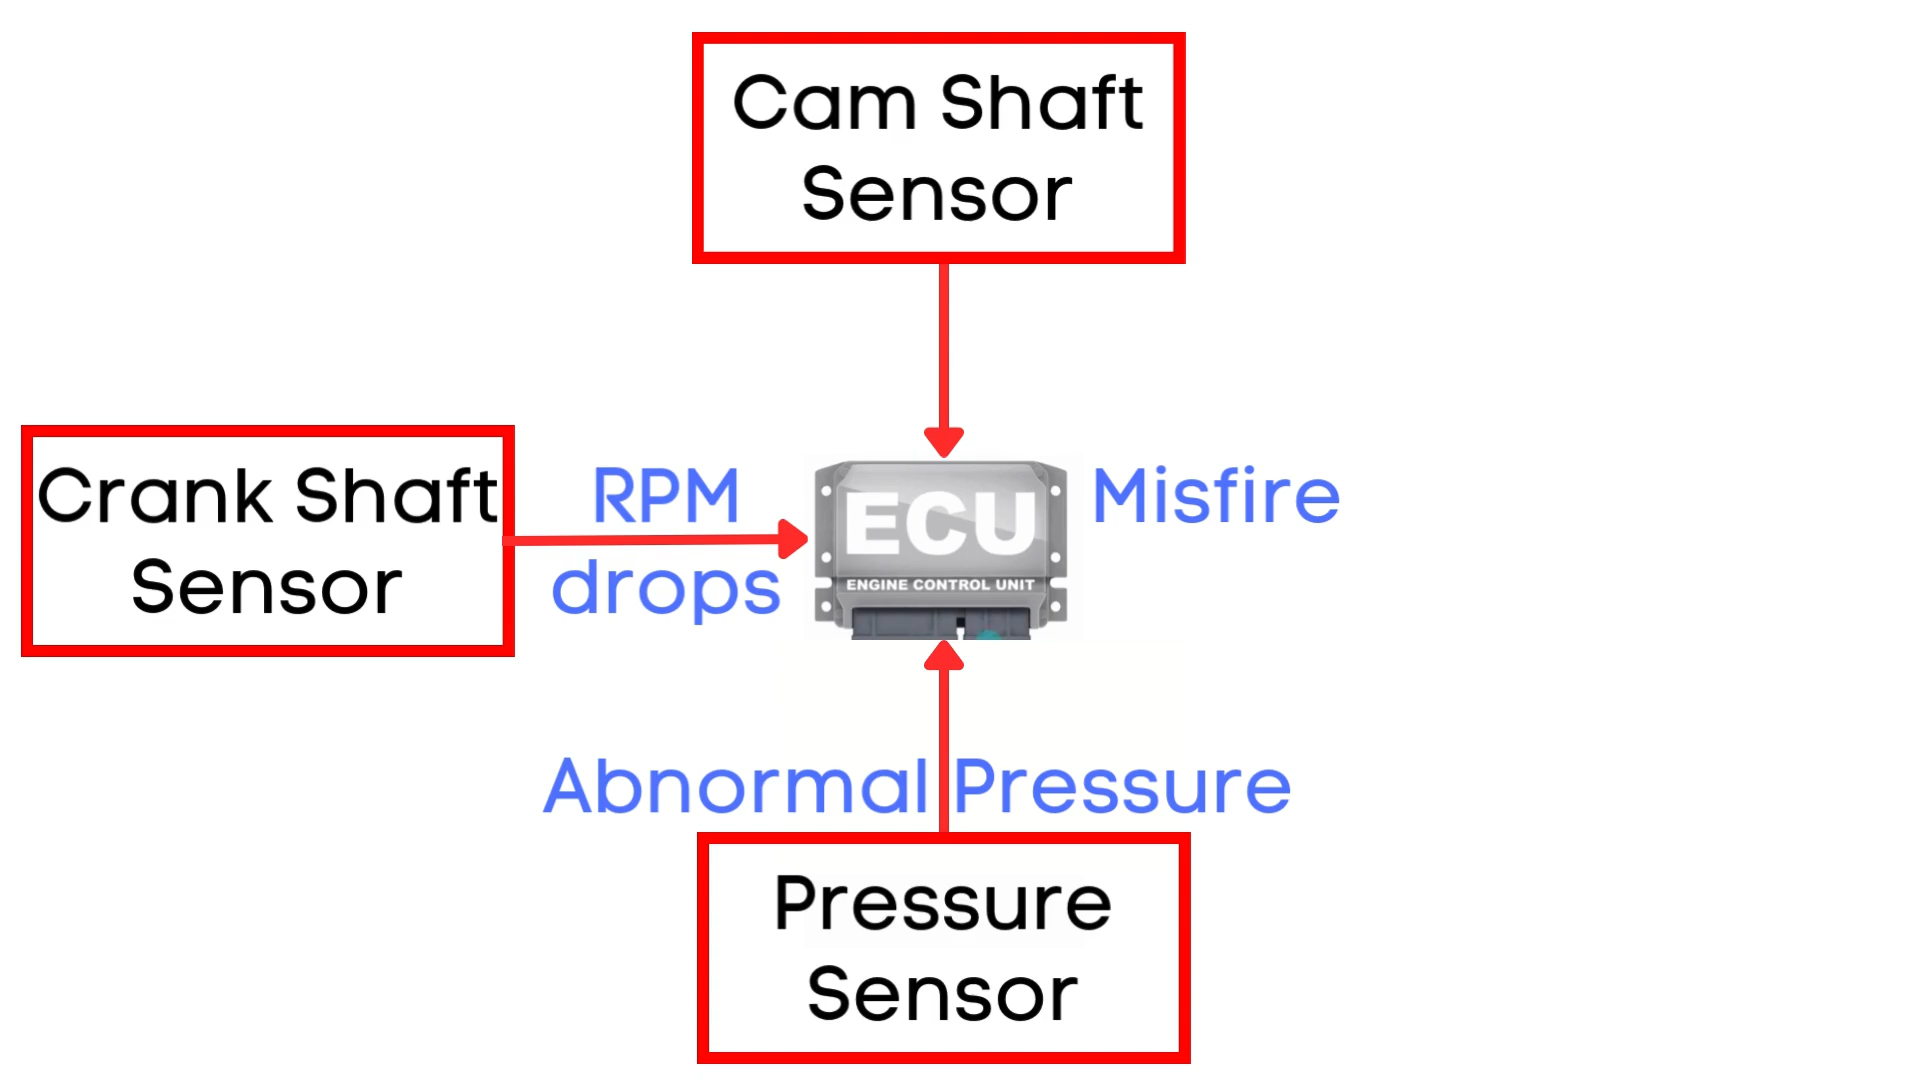 Cam Shaft
Sensor
Crank Shaft
Sensor
RPM
drops
ECU
ENGINE CONTROL UNIT
Misfire
Abnormal Pressure
Pressure
Sensor